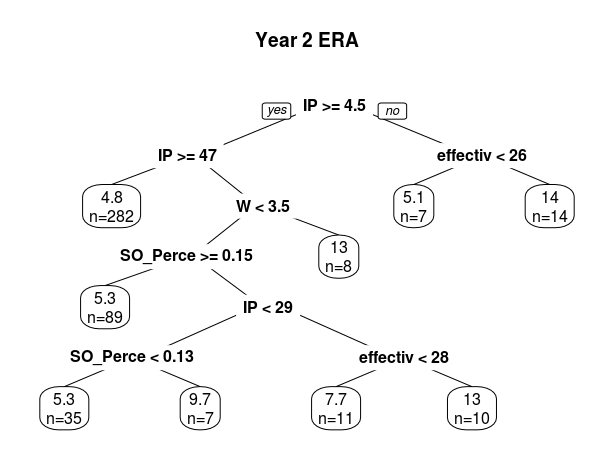 Year 2 ERA
yes
IP >= 4.5
no
IP >= 47
effectiv < 26
4.8
n=282
W < 3.5
5.1
n=7
14
n=14
SO_Perce >= 0.15
13
n=8
5.3
n=89
IP < 29
SO_Perce < 0.13
effectiv < 28
5.3
n=35
9.7
n=7
7.7
n=11
13
n=10